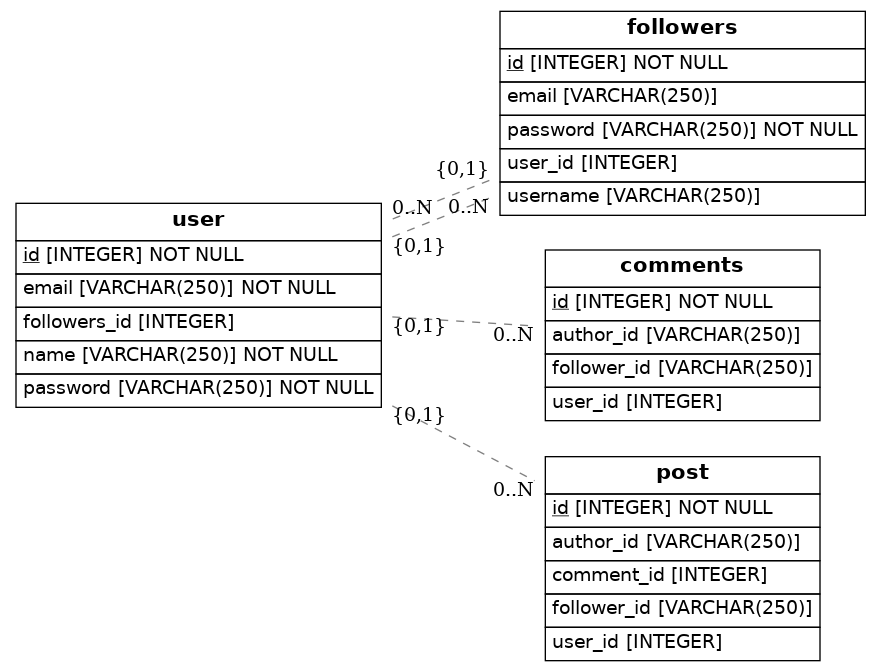 followers
id [INTEGER] NOT NULL
email [VARCHAR(250)]
password [VARCHAR(250)] NOT NULL
user_id [INTEGER]
username [VARCHAR(250)]
{0,1}
0..N
0..N
{0,1}
user
id [INTEGER] NOT NULL
email [VARCHAR(250)] NOT NULL
followers_id [INTEGER]
name [VARCHAR(250)] NOT NULL
password [VARCHAR(250)] NOT NULL
{0,1}
0..N
comments
id [INTEGER] NOT NULL
author_id [VARCHAR(250)]
follower_id [VARCHAR(250)]
user_id [INTEGER]
{0,1}
0..N
post
id [INTEGER] NOT NULL
author_id [VARCHAR(250)]
comment_id [INTEGER]
follower_id [VARCHAR(250)]
user_id [INTEGER]